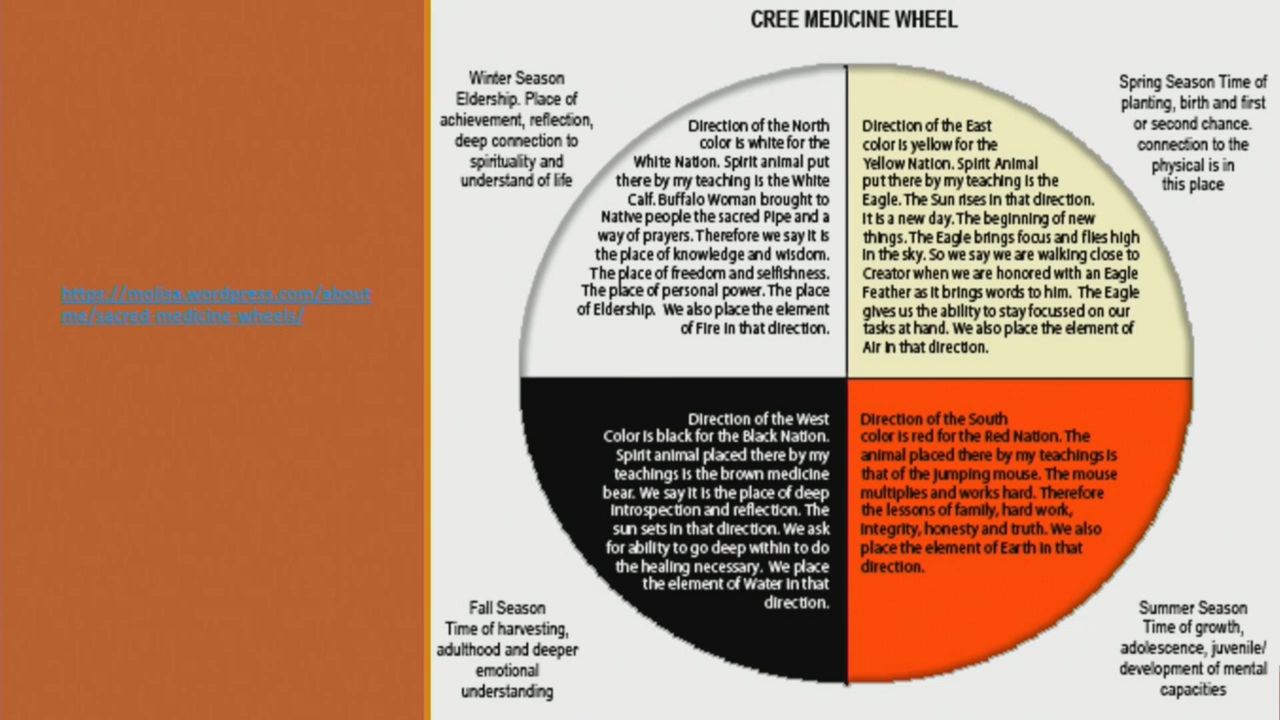 CREE MEDICINE WHEEL
https://molisa.wordpress.com/about
me/sacred-medicine-wheels/
Winter Season
Eldership. Place of
achievement, reflection,
deep connection to
spirituality and
understand of life
Direction of the North
color is white for the
White Nation. Spirit animal put
there by my teaching is the White
Calf. Buffalo Woman brought to
Native people the sacred Pipe and a
way of prayers. Therefore we say it is
the place of knowledge and wisdom.
The place of freedom and selfishness.
The place of personal power. The place
of Eldership. We also place the element
of Fire in that direction.
Direction of the East
color is yellow for the
Yellow Nation. Spirit Animal
put there by my teaching is the
Eagle. The Sun rises in that direction.
It is a new day. The beginning of new
things. The Eagle brings focus and flies high
in the sky. So we say we are walking close to
Creator when we are honored with an Eagle
Feather as it brings words to him. The Eagle
gives us the ability to stay focussed on our
tasks at hand. We also place the element of
Air in that direction.
Spring Season Time of
planting, birth and first
or second chance.
connection to the
physical is in
this place
Direction of the West
Color is black for the Black Nation.
Spirit animal placed there by my
teachings is the brown medicine
bear. We say it is the place of deep
introspection and reflection. The
sun sets in that direction. We ask
for ability to go deep within to do
the healing necessary. We place
the element of Water in that
direction.
Direction of the South
color is red for the Red Nation. The
animal placed there by my teachings is
that of the jumping mouse. The mouse
multiplies and works hard. Therefore
the lessons of family, hard work,
integrity, honesty and truth. We also
place the element of Earth in that
direction.
Fall Season
Time of harvesting,
adulthood and deeper
emotional
understanding
Summer Season
Time of growth,
adolescence, juvenile/
development of mental
capacities